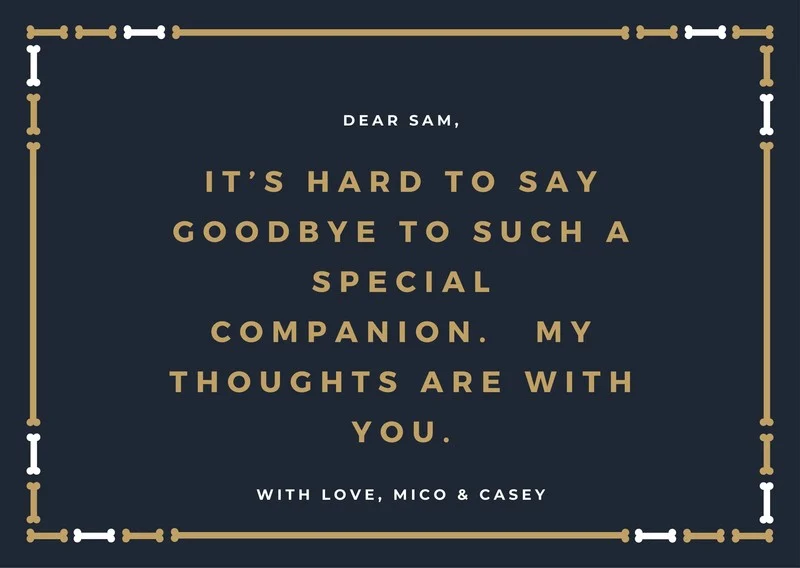 DEAR SAM,
IT’S HARD TO SAY
GOODBYE TO SUCH A
SPECIAL
COMPANION. MY
THOUGHTS ARE WITH
YOU.
WITH LOVE, MICO & CASEY